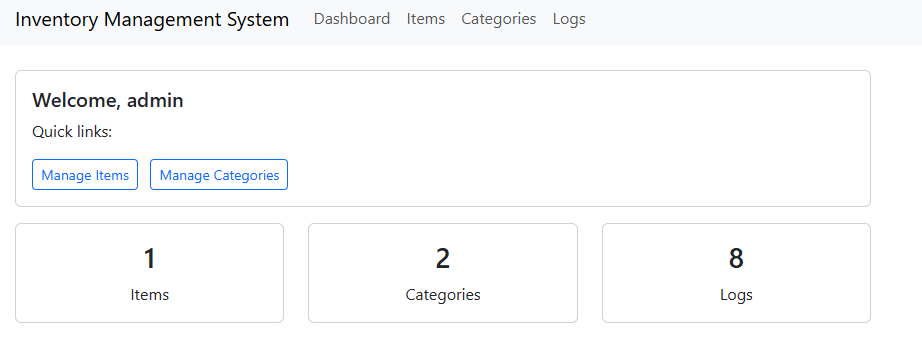 Inventory Management System Dashboard Items Categories Logs
Welcome, admin
Quick links:
Manage Items Manage Categories
1 2 8
Items Categories Logs